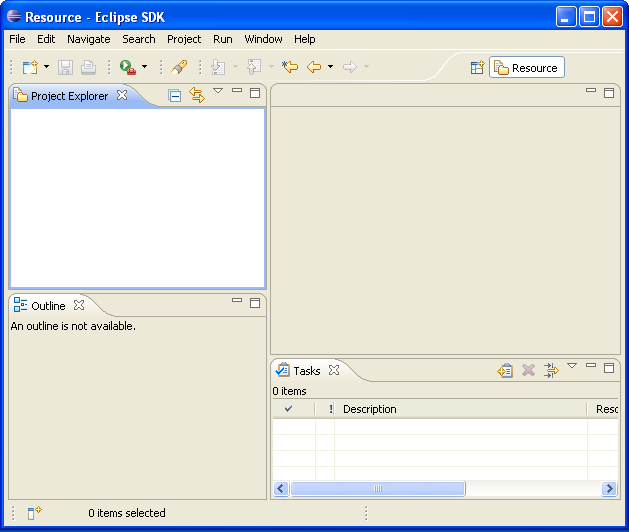 Resource - Eclipse SDK
File Edit Navigate Search Project Run Window Help
Resource
Project Explorer
Outline
An outline is not available.
Tasks
0 items
! Description Resc
0 items selected